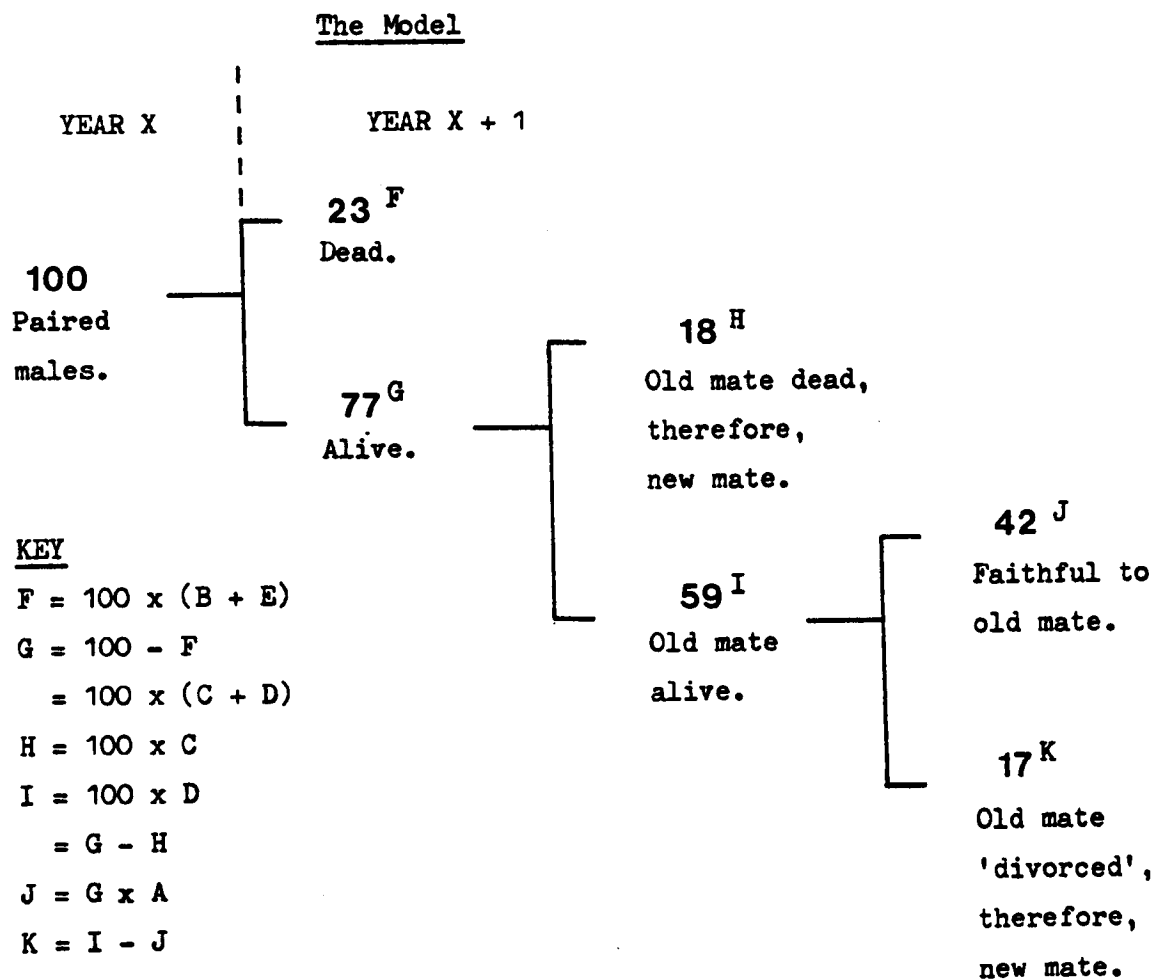 The Model
YEAR X
YEAR X + 1
23 F
Dead.
100
Paired
males.
77 G
Alive.
18 H
Old mate dead,
therefore,
new mate.
59 I
Old mate
alive.
42 J
Faithful to
old mate.
17 K
Old mate
'divorced',
therefore,
new mate.
KEY
F = 100 x (B + E)
G = 100 - F
= 100 x (C + D)
H = 100 x C
I = 100 x D
= G - H
J = G x A
K = I - J